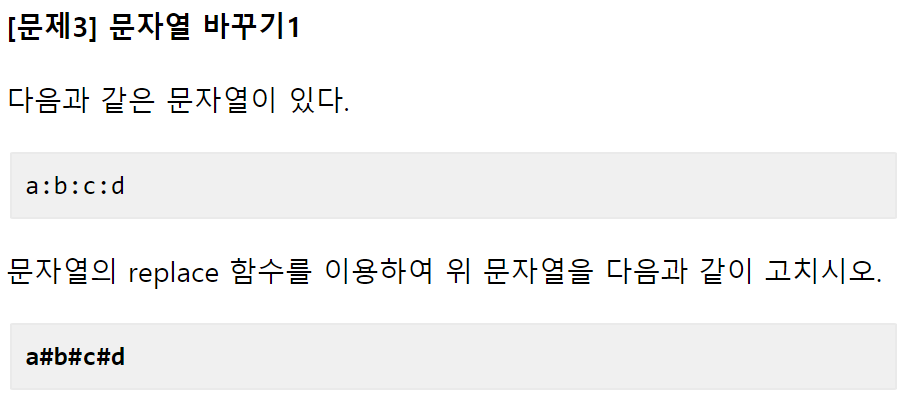 [문제3] 문자열 바꾸기1
다음과 같은 문자열이 있다.
a:b:c:d
문자열의 replace 함수를 이용하여 위 문자열을 다음과 같이 고치시오.
a#b#c#d